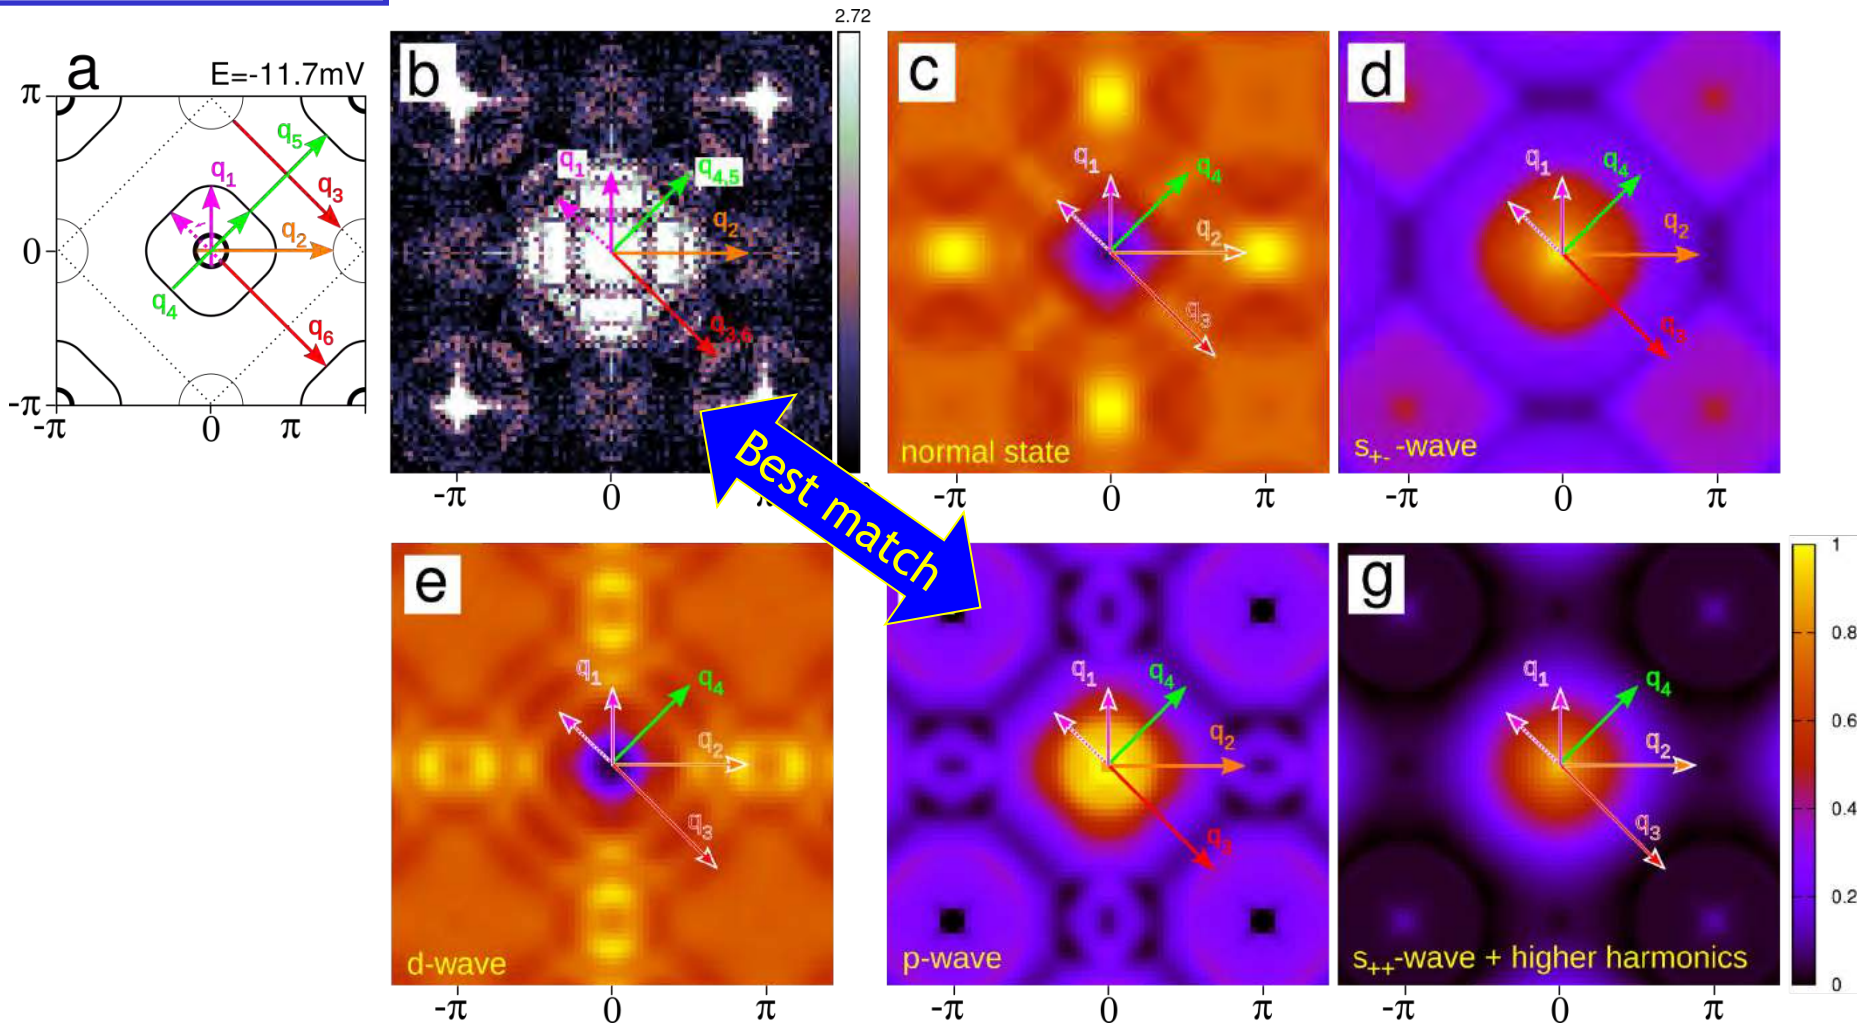 a
E=-11.7mV
π
0
-π
-π
0
π
q5
q1
q3
q2
q4
q6
b
2.72
q1
q4,5
q2
q3,6
-π
0
c
q1
q4
q2
q3
normal state
-π
0
π
d
q1
q4
q2
q3
s+- -wave
-π
0
π
Best match
e
q1
q4
q2
q3
d-wave
-π
0
π
q1
q4
q2
q3
p-wave
-π
0
π
g
q1
q4
q2
q3
s++-wave + higher harmonics
-π
0
π
1
0.8
0.6
0.4
0.2
0